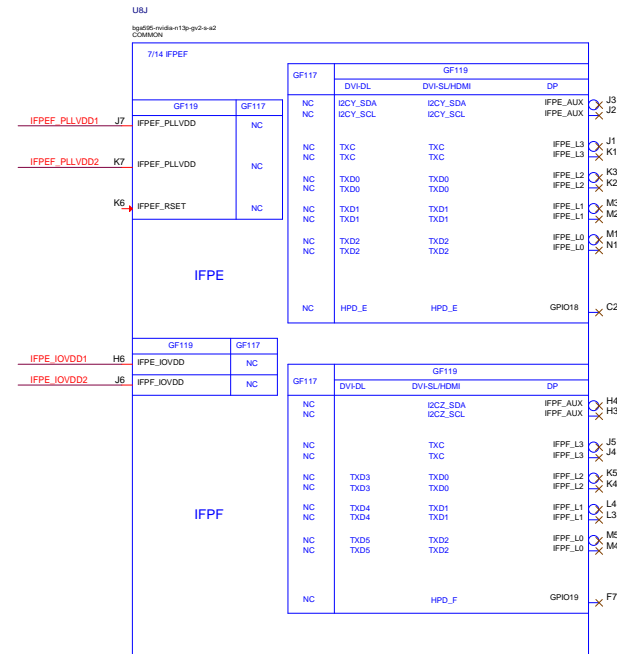 U8J
bga595-nvidia-n13p-gv2-s-a2
COMMON
7/14 IFPEF
GF117 GF119
DVI-DL DVI-SL/HDMI DP
NC I2CY_SDA I2CY_SDA IFPE_AUX J3
NC I2CY_SCL I2CY_SCL IFPE_AUX J2
GF119 GF117
IFPEF_PLLVDD1 J7 IFPEF_PLLVDD NC
NC TXC TXC IFPE_L3 J1
NC TXC TXC IFPE_L3 K1
IFPEF_PLLVDD2 K7 IFPEF_PLLVDD NC
NC TXD0 TXD0 IFPE_L2 K3
NC TXD0 TXD0 IFPE_L2 K2
K6 IFPEF_RSET NC
NC TXD1 TXD1 IFPE_L1 M3
NC TXD1 TXD1 IFPE_L1 M2
NC TXD2 TXD2 IFPE_L0 M1
NC TXD2 TXD2 IFPE_L0 N1
IFPE
NC HPD_E HPD_E GPIO18 C2
GF119 GF117
IFPE_IOVDD1 H6 IFPE_IOVDD NC
IFPE_IOVDD2 J6 IFPF_IOVDD NC
GF117 GF119
DVI-DL DVI-SL/HDMI DP
NC I2CZ_SDA IFPF_AUX H4
NC I2CZ_SCL IFPF_AUX H3
NC TXC IFPF_L3 J5
NC TXC IFPF_L3 J4
NC TXD3 TXD0 IFPF_L2 K5
NC TXD3 TXD0 IFPF_L2 K4
IFPF
NC TXD4 TXD1 IFPF_L1 L4
NC TXD4 TXD1 IFPF_L1 L3
NC TXD5 TXD2 IFPF_L0 M5
NC TXD5 TXD2 IFPF_L0 M4
NC HPD_F GPIO19 F7